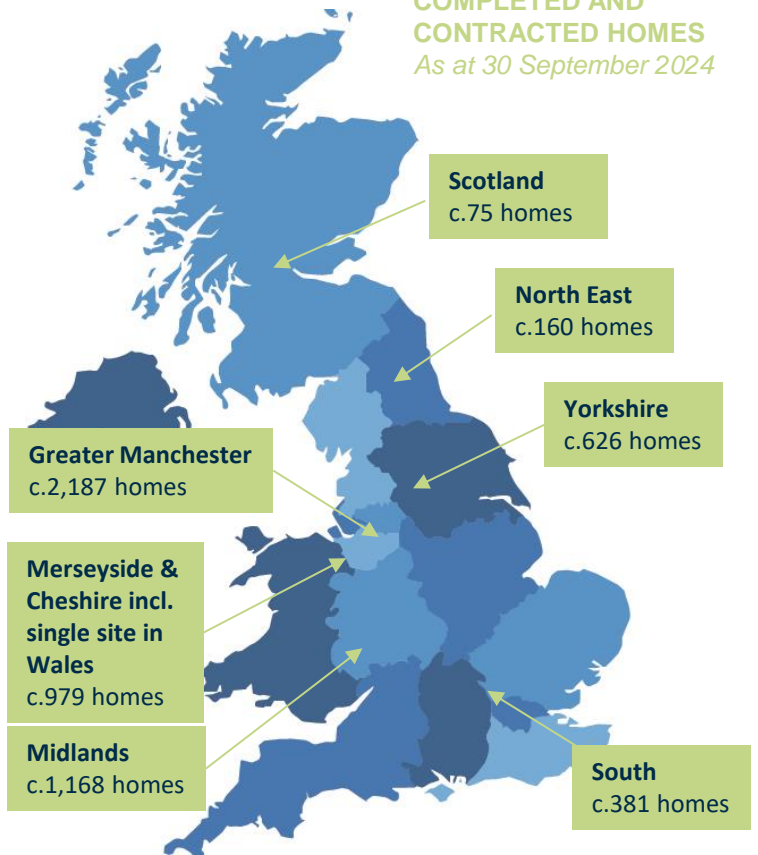 COMPLETED AND
CONTRACTED HOMES
As at 30 September 2024
Scotland
c.75 homes
North East
c.160 homes
Yorkshire
c.626 homes
Greater Manchester
c.2,187 homes
Merseyside &
Cheshire incl.
single site in
Wales
c.979 homes
Midlands
c.1,168 homes
South
c.381 homes